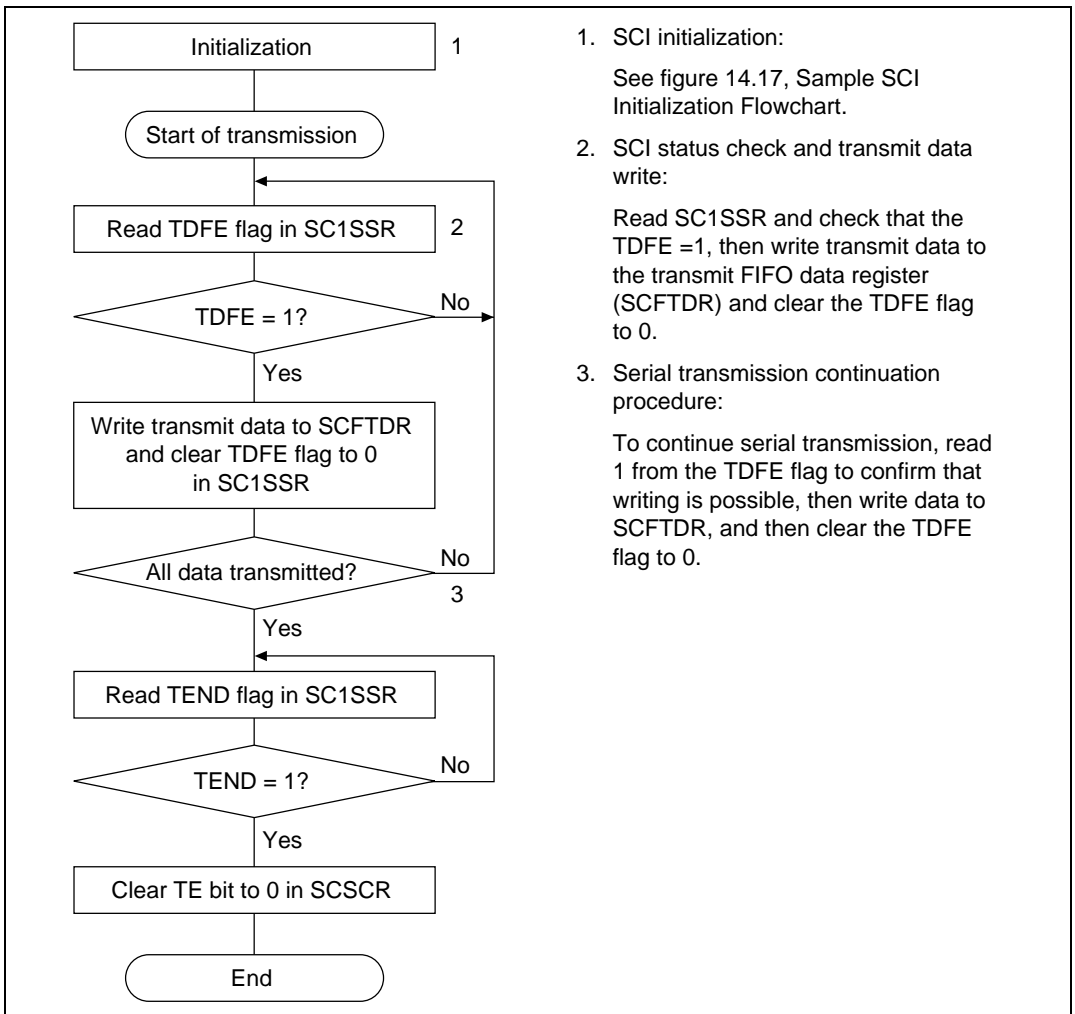 Initialization
1
Start of transmission
Read TDFE flag in SC1SSR
2
TDFE = 1?
No
Yes
Write transmit data to SCFTDR
and clear TDFE flag to 0
in SC1SSR
All data transmitted?
No
3
Yes
Read TEND flag in SC1SSR
TEND = 1?
No
Yes
Clear TE bit to 0 in SCSCR
End
1. SCI initialization:
See figure 14.17, Sample SCI
Initialization Flowchart.
2. SCI status check and transmit data
write:
Read SC1SSR and check that the
TDFE =1, then write transmit data to
the transmit FIFO data register
(SCFTDR) and clear the TDFE flag
to 0.
3. Serial transmission continuation
procedure:
To continue serial transmission, read
1 from the TDFE flag to confirm that
writing is possible, then write data to
SCFTDR, and then clear the TDFE
flag to 0.